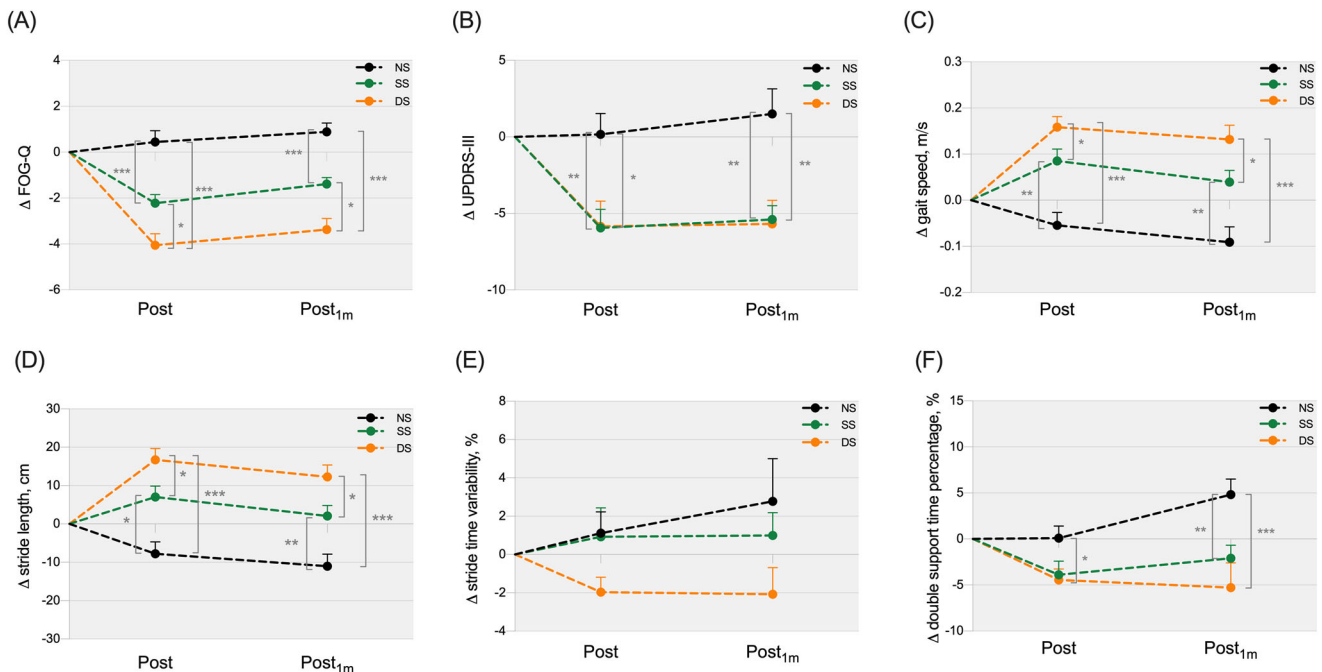 (A)
Δ FOG-Q
4
2
0
-2
-4
-6
NS
SS
DS
***
***
*
***
*
***
Post
Post1m
(B)
Δ UPDRS-III
5
0
-5
-10
NS
SS
DS
**
*
**
**
Post
Post1m
(C)
Δ gait speed, m/s
0.3
0.2
0.1
0.0
-0.1
-0.2
NS
SS
DS
*
**
***
*
**
***
Post
Post1m
(D)
Δ stride length, cm
30
20
10
0
-10
-20
-30
NS
SS
DS
*
*
***
*
**
***
Post
Post1m
(E)
Δ stride time variability, %
8
6
4
2
0
-2
-4
NS
SS
DS
Post
Post1m
(F)
Δ double support time percentage, %
15
10
5
0
-5
-10
NS
SS
DS
*
**
***
Post
Post1m